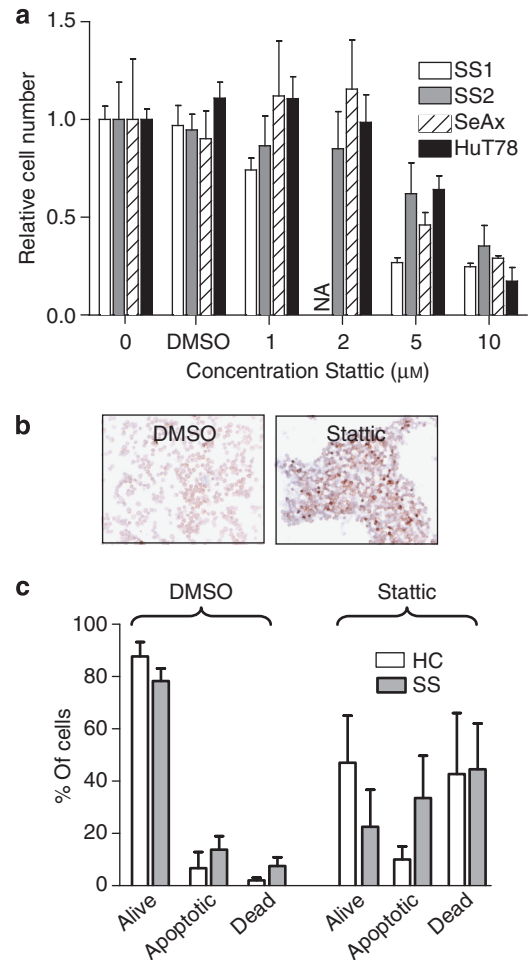 a
1.5
1.0
0.5
0.0
Relative cell number
SS1
SS2
SeAx
HuT78
NA
0 DMSO 1 2 5 10
Concentration Stattic (μM)
b
DMSO
Stattic
c
DMSO
Stattic
100
80
60
40
20
0
% Of cells
HC
SS
Alive Apoptotic Dead Alive Apoptotic Dead